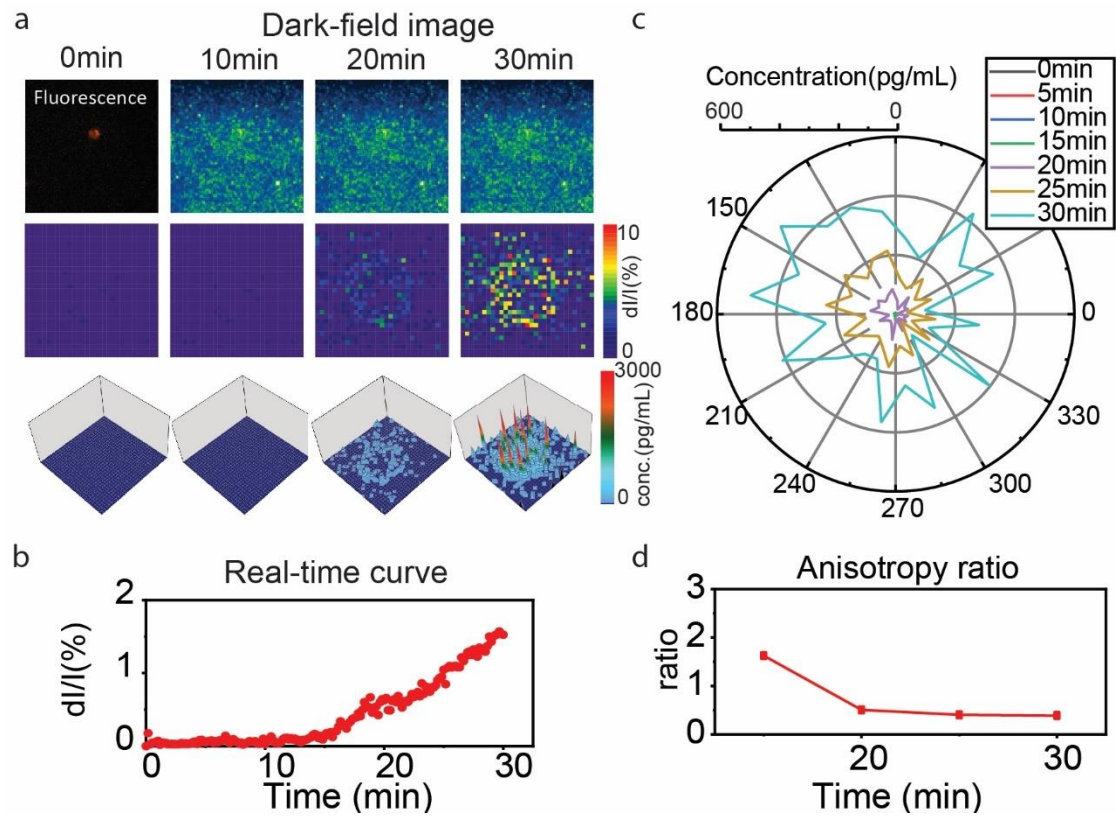 a
Dark-field image
0min 10min 20min 30min
Fluorescence
10
dI/I(%)
0
3000
conc.(pg/mL)
0
b
Real-time curve
2
1
0
dI/I(%)
0 10 20 30
Time (min)
c
Concentration(pg/mL)
600 0
0min
5min
10min
15min
20min
25min
30min
150
180
0
210
330
240
300
270
d
Anisotropy ratio
3
2
1
0
ratio
20 30
Time (min)